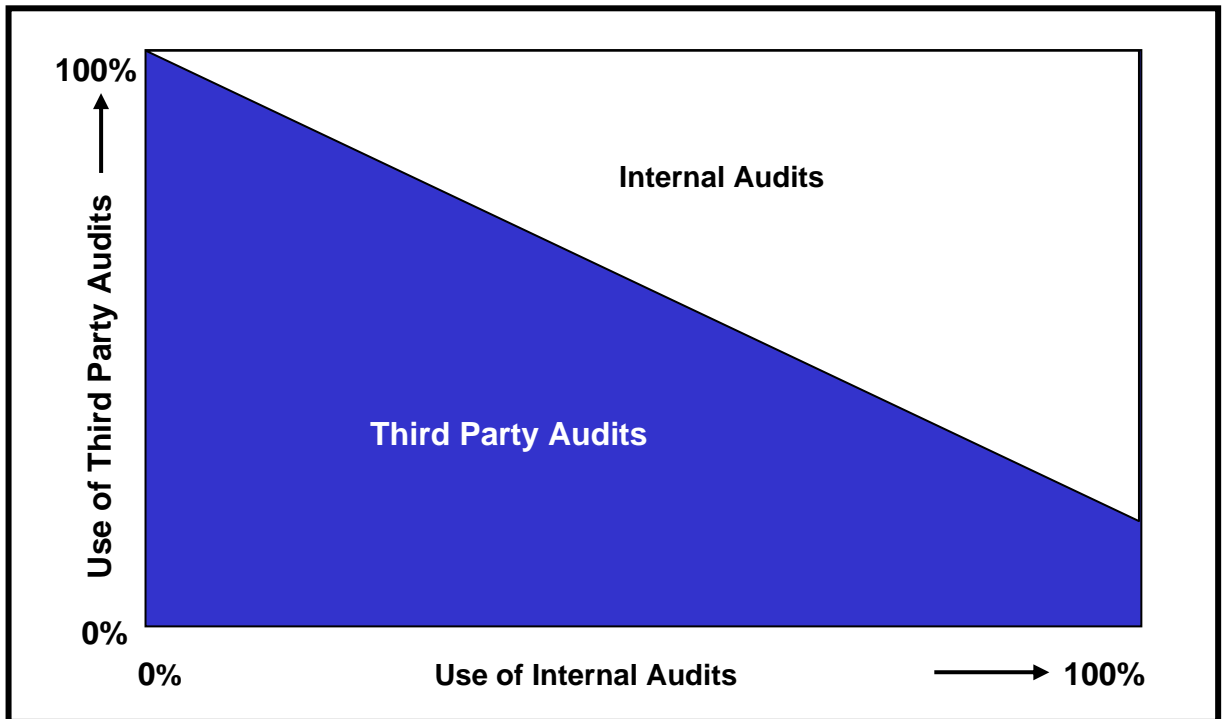 100%
Use of Third Party Audits
Internal Audits
Third Party Audits
0%
0%
Use of Internal Audits
100%